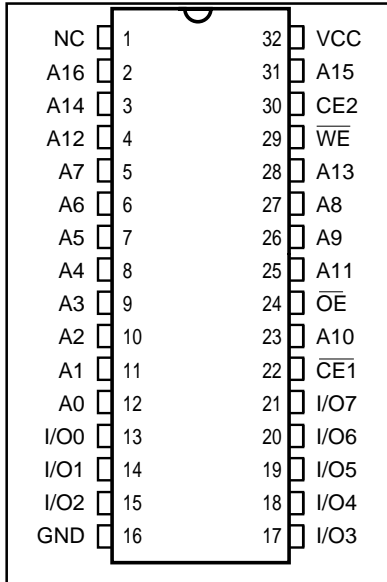 NC 1 32 VCC
A16 2 31 A15
A14 3 30 CE2
A12 4 29 W̅E̅
A7 5 28 A13
A6 6 27 A8
A5 7 26 A9
A4 8 25 A11
A3 9 24 O̅E̅
A2 10 23 A10
A1 11 22 C̅E̅1̅
A0 12 21 I/O7
I/O0 13 20 I/O6
I/O1 14 19 I/O5
I/O2 15 18 I/O4
GND 16 17 I/O3